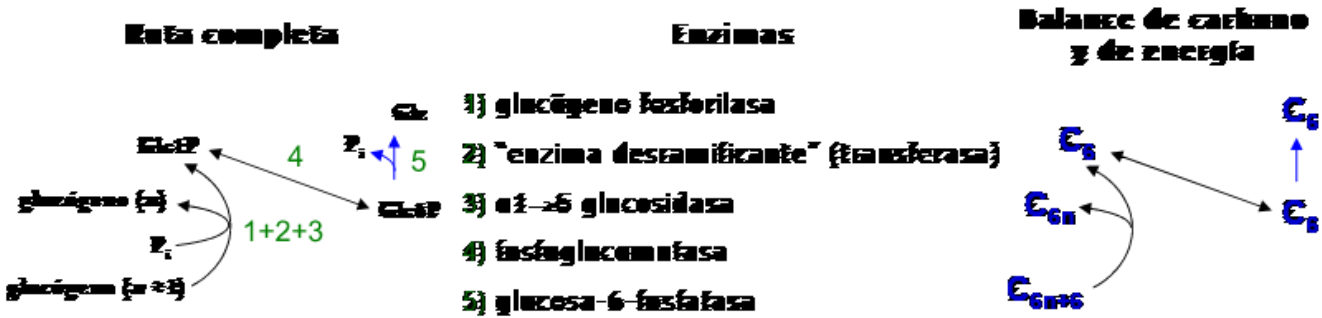 Ruta completa
Glc
Glc1P
P_i
4
5
glucógeno (n)
Glc6P
P_i
1+2+3
glucógeno (n+1)
Enzimas
1) glucógeno fosforilasa
2) "enzima desramificante" (transferasa)
3) α1→6 glucosidasa
4) fosfoglucomutasa
5) glucosa-6-fosfatasa
Balance de carbono
y de energía
C₆
C₆
C₆ₙ
C₆
C₆ₙ₊₆